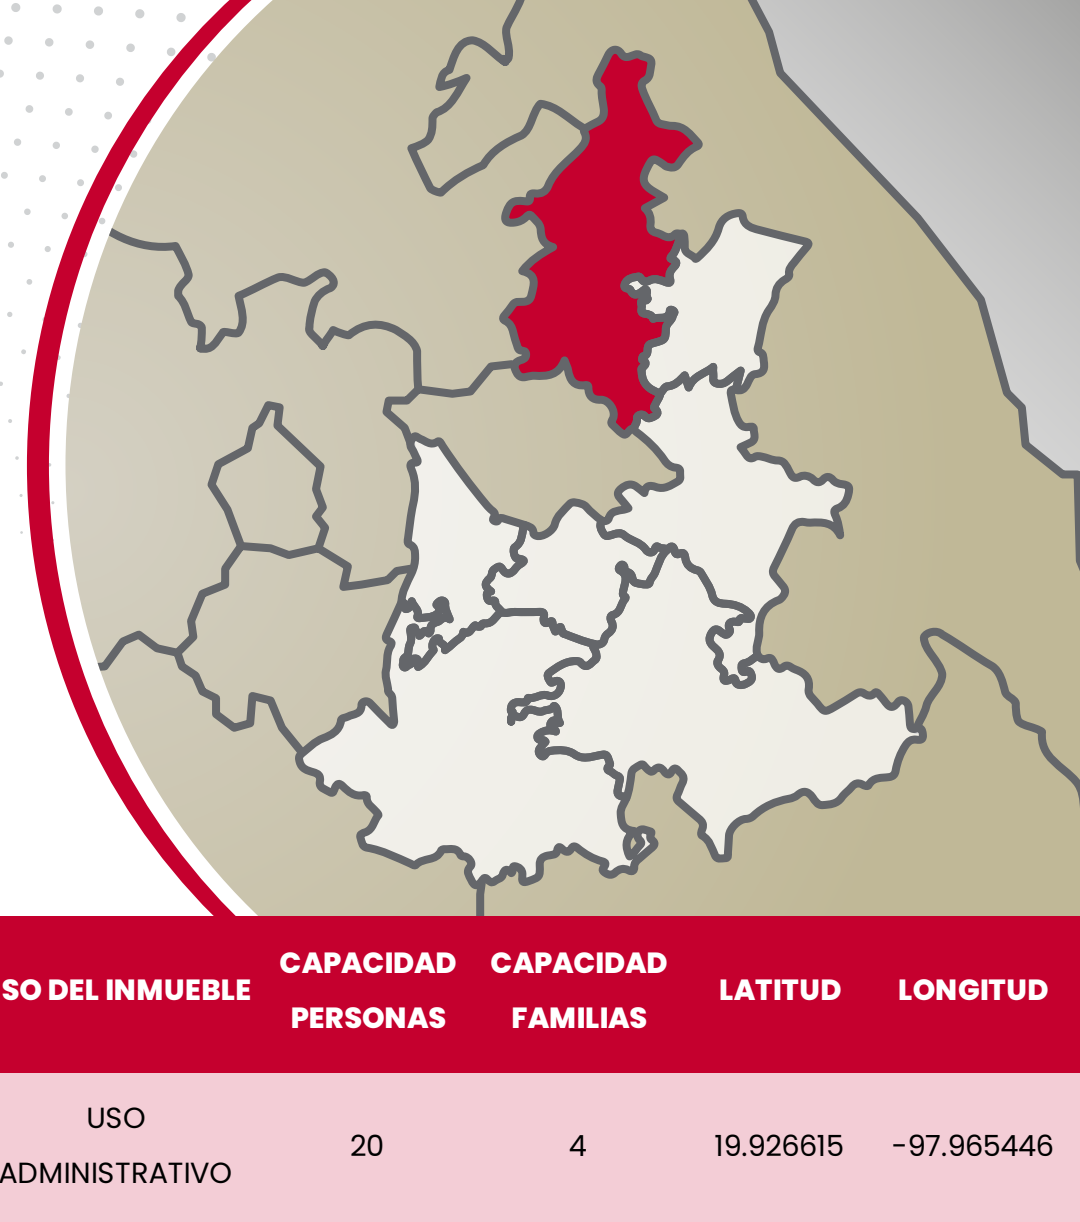 SO DEL INMUEBLE
CAPACIDAD
PERSONAS
CAPACIDAD
FAMILIAS
LATITUD
LONGITUD
USO
ADMINISTRATIVO
20
4
19.926615
-97.965446